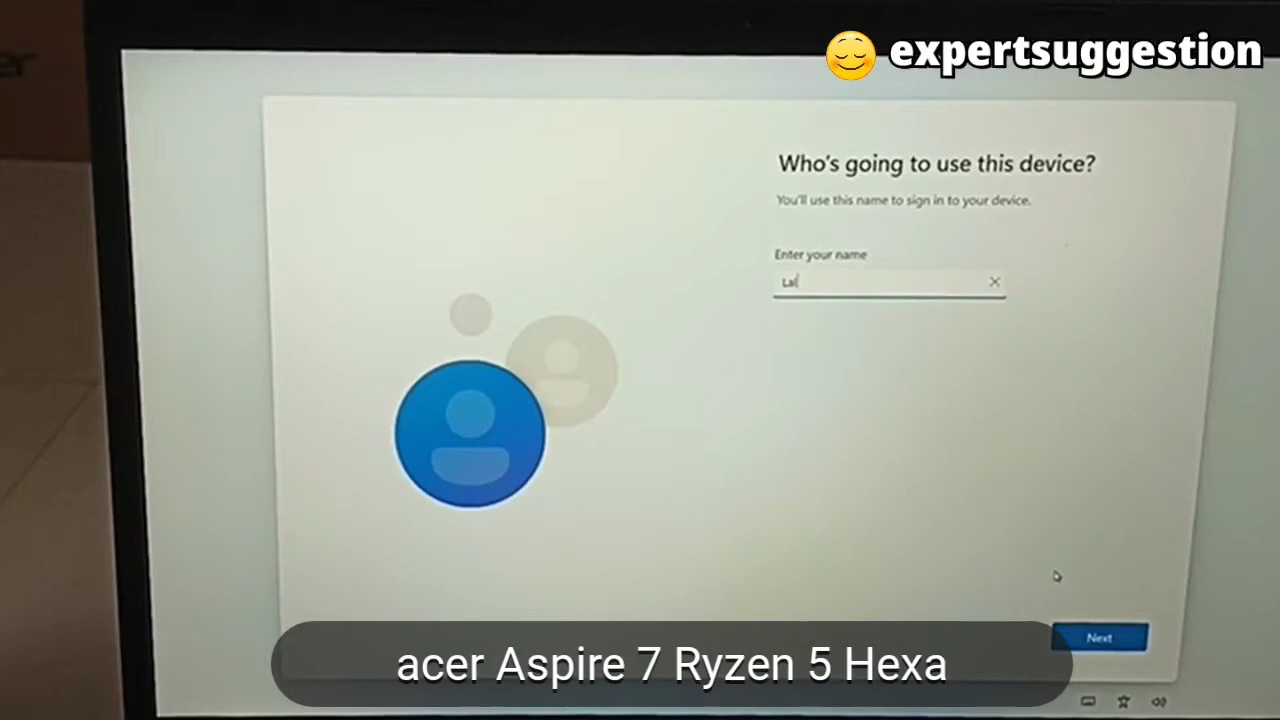 expertsuggestion
Who's going to use this device?
You'll use this name to sign in to your device.
Enter your name
Lal
Next
acer Aspire 7 Ryzen 5 Hexa